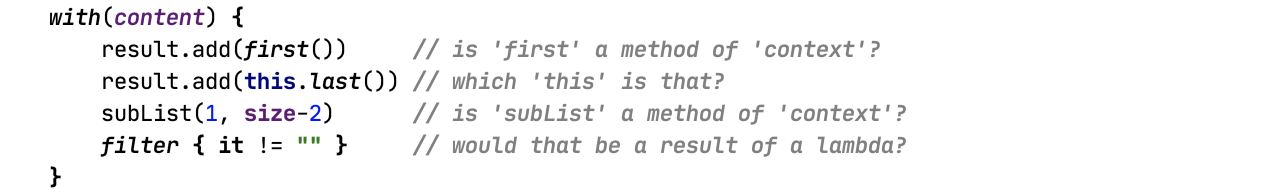 with(content) {
    result.add(first())     // is 'first' a method of 'context'?
    result.add(this.last()) // which 'this' is that?
    subList(1, size-2)      // is 'subList' a method of 'context'?
    filter { it != "" }     // would that be a result of a lambda?
}